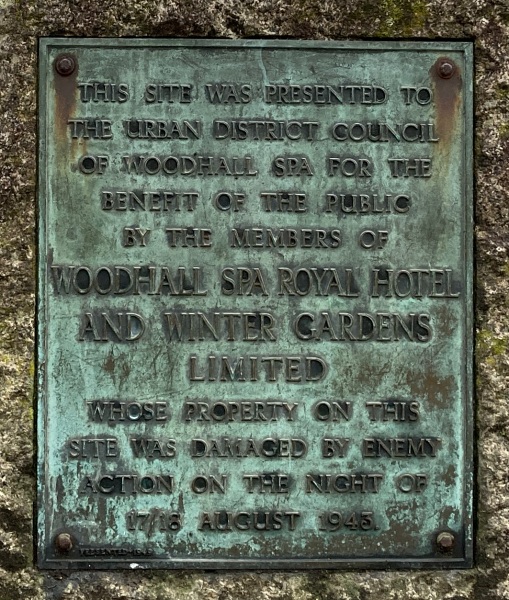 THIS SITE WAS PRESENTED TO
THE URBAN DISTRICT COUNCIL
OF WOODHALL SPA FOR THE
BENEFIT OF THE PUBLIC
BY THE MEMBERS OF
WOODHALL SPA ROYAL HOTEL
AND WINTER GARDENS
LIMITED
WHOSE PROPERTY ON THIS
SITE WAS DAMAGED BY ENEMY
ACTION ON THE NIGHT OF
17/18 AUGUST 1943.
PRESENTED